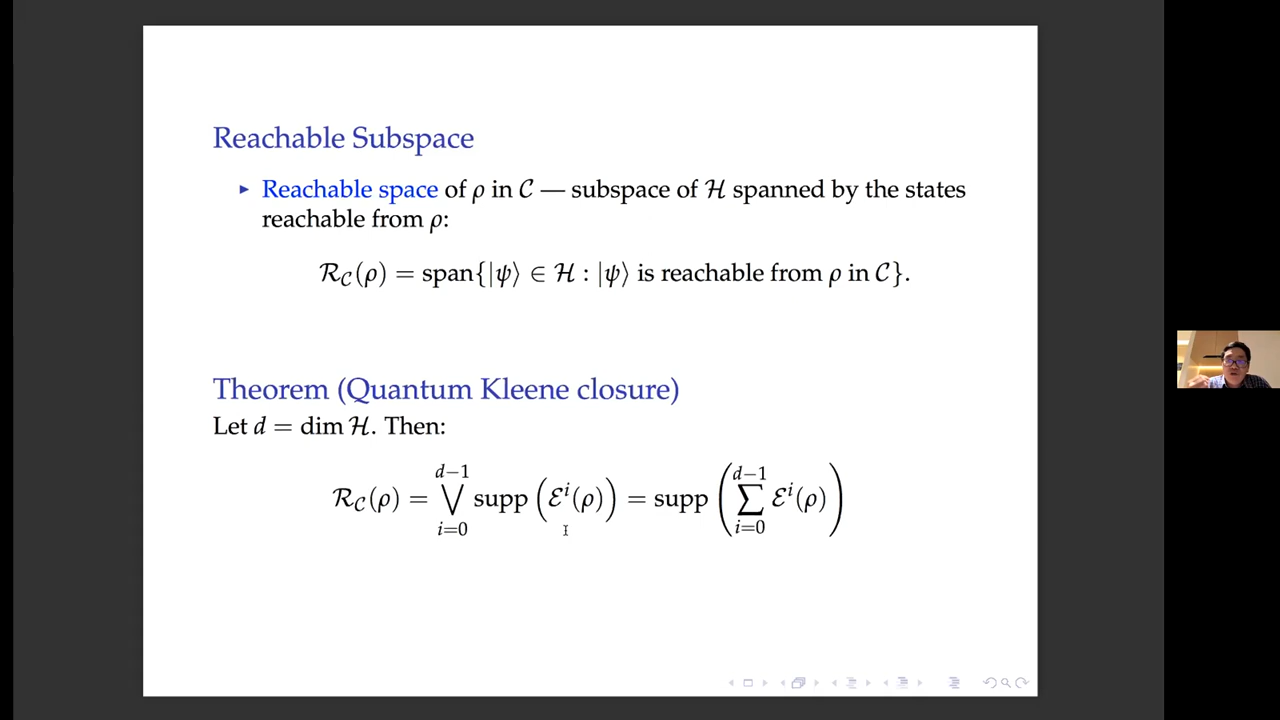 Reachable Subspace
▸ Reachable space of ρ in 𝒞 — subspace of ℋ spanned by the states
reachable from ρ:
ℛ_𝒞(ρ) = span{|ψ⟩ ∈ ℋ : |ψ⟩ is reachable from ρ in 𝒞}.
Theorem (Quantum Kleene closure)
Let d = dim ℋ. Then:
ℛ_𝒞(ρ) = ⋁_{i=0}^{d−1} supp (ℰ^i(ρ)) = supp (∑_{i=0}^{d−1} ℰ^i(ρ))